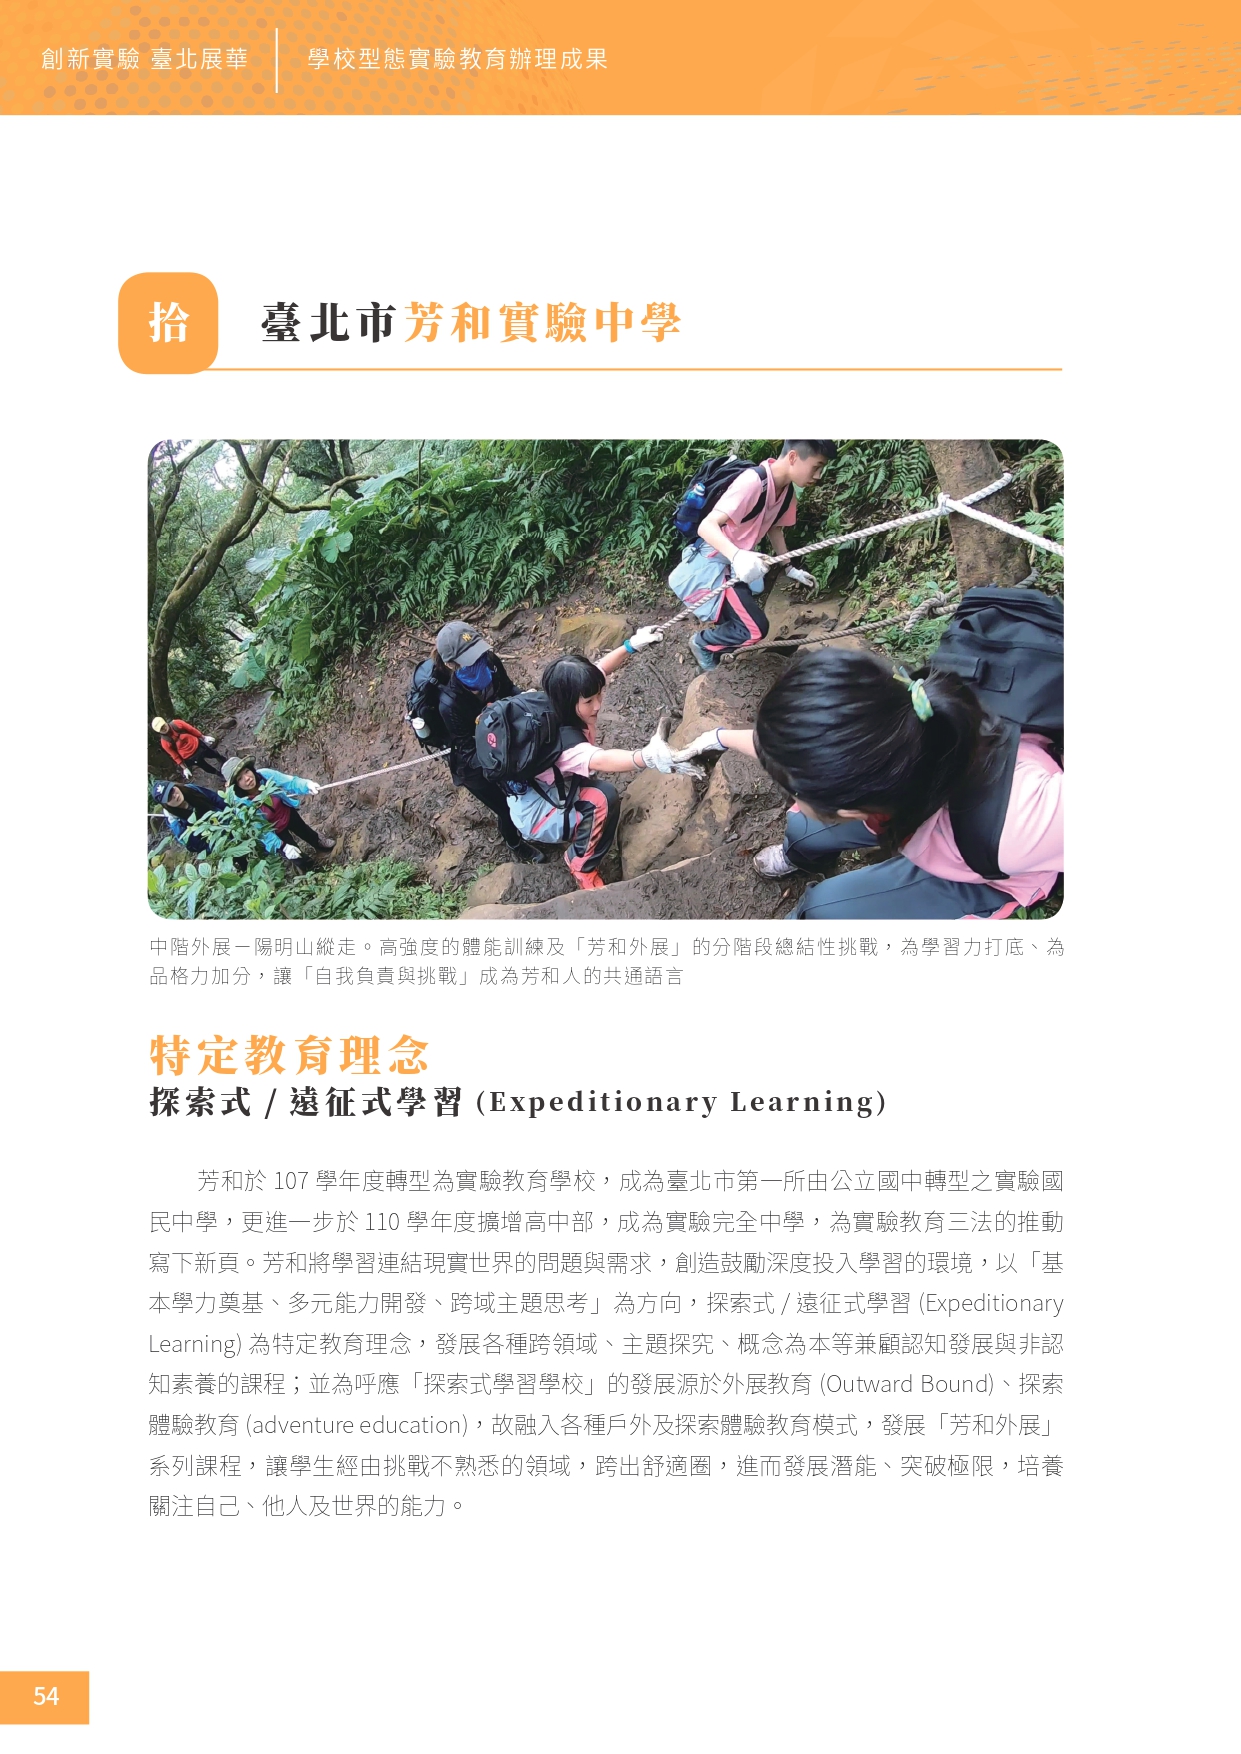 創新實驗 臺北展華
學校型態實驗教育辦理成果
拾
臺北市芳和實驗中學
中階外展－陽明山縱走。高強度的體能訓練及「芳和外展」的分階段總結性挑戰，為學習力打底、為
品格力加分，讓「自我負責與挑戰」成為芳和人的共通語言
特定教育理念
探索式 / 遠征式學習 (Expeditionary Learning)
芳和於 107 學年度轉型為實驗教育學校，成為臺北市第一所由公立國中轉型之實驗國
民中學，更進一步於 110 學年度擴增高中部，成為實驗完全中學，為實驗教育三法的推動
寫下新頁。芳和將學習連結現實世界的問題與需求，創造鼓勵深度投入學習的環境，以「基
本學力奠基、多元能力開發、跨域主題思考」為方向，探索式 / 遠征式學習 (Expeditionary
Learning) 為特定教育理念，發展各種跨領域、主題探究、概念為本等兼顧認知發展與非認
知素養的課程；並為呼應「探索式學習學校」的發展源於外展教育 (Outward Bound)、探索
體驗教育 (adventure education)，故融入各種戶外及探索體驗教育模式，發展「芳和外展」
系列課程，讓學生經由挑戰不熟悉的領域，跨出舒適圈，進而發展潛能、突破極限，培養
關注自己、他人及世界的能力。
54